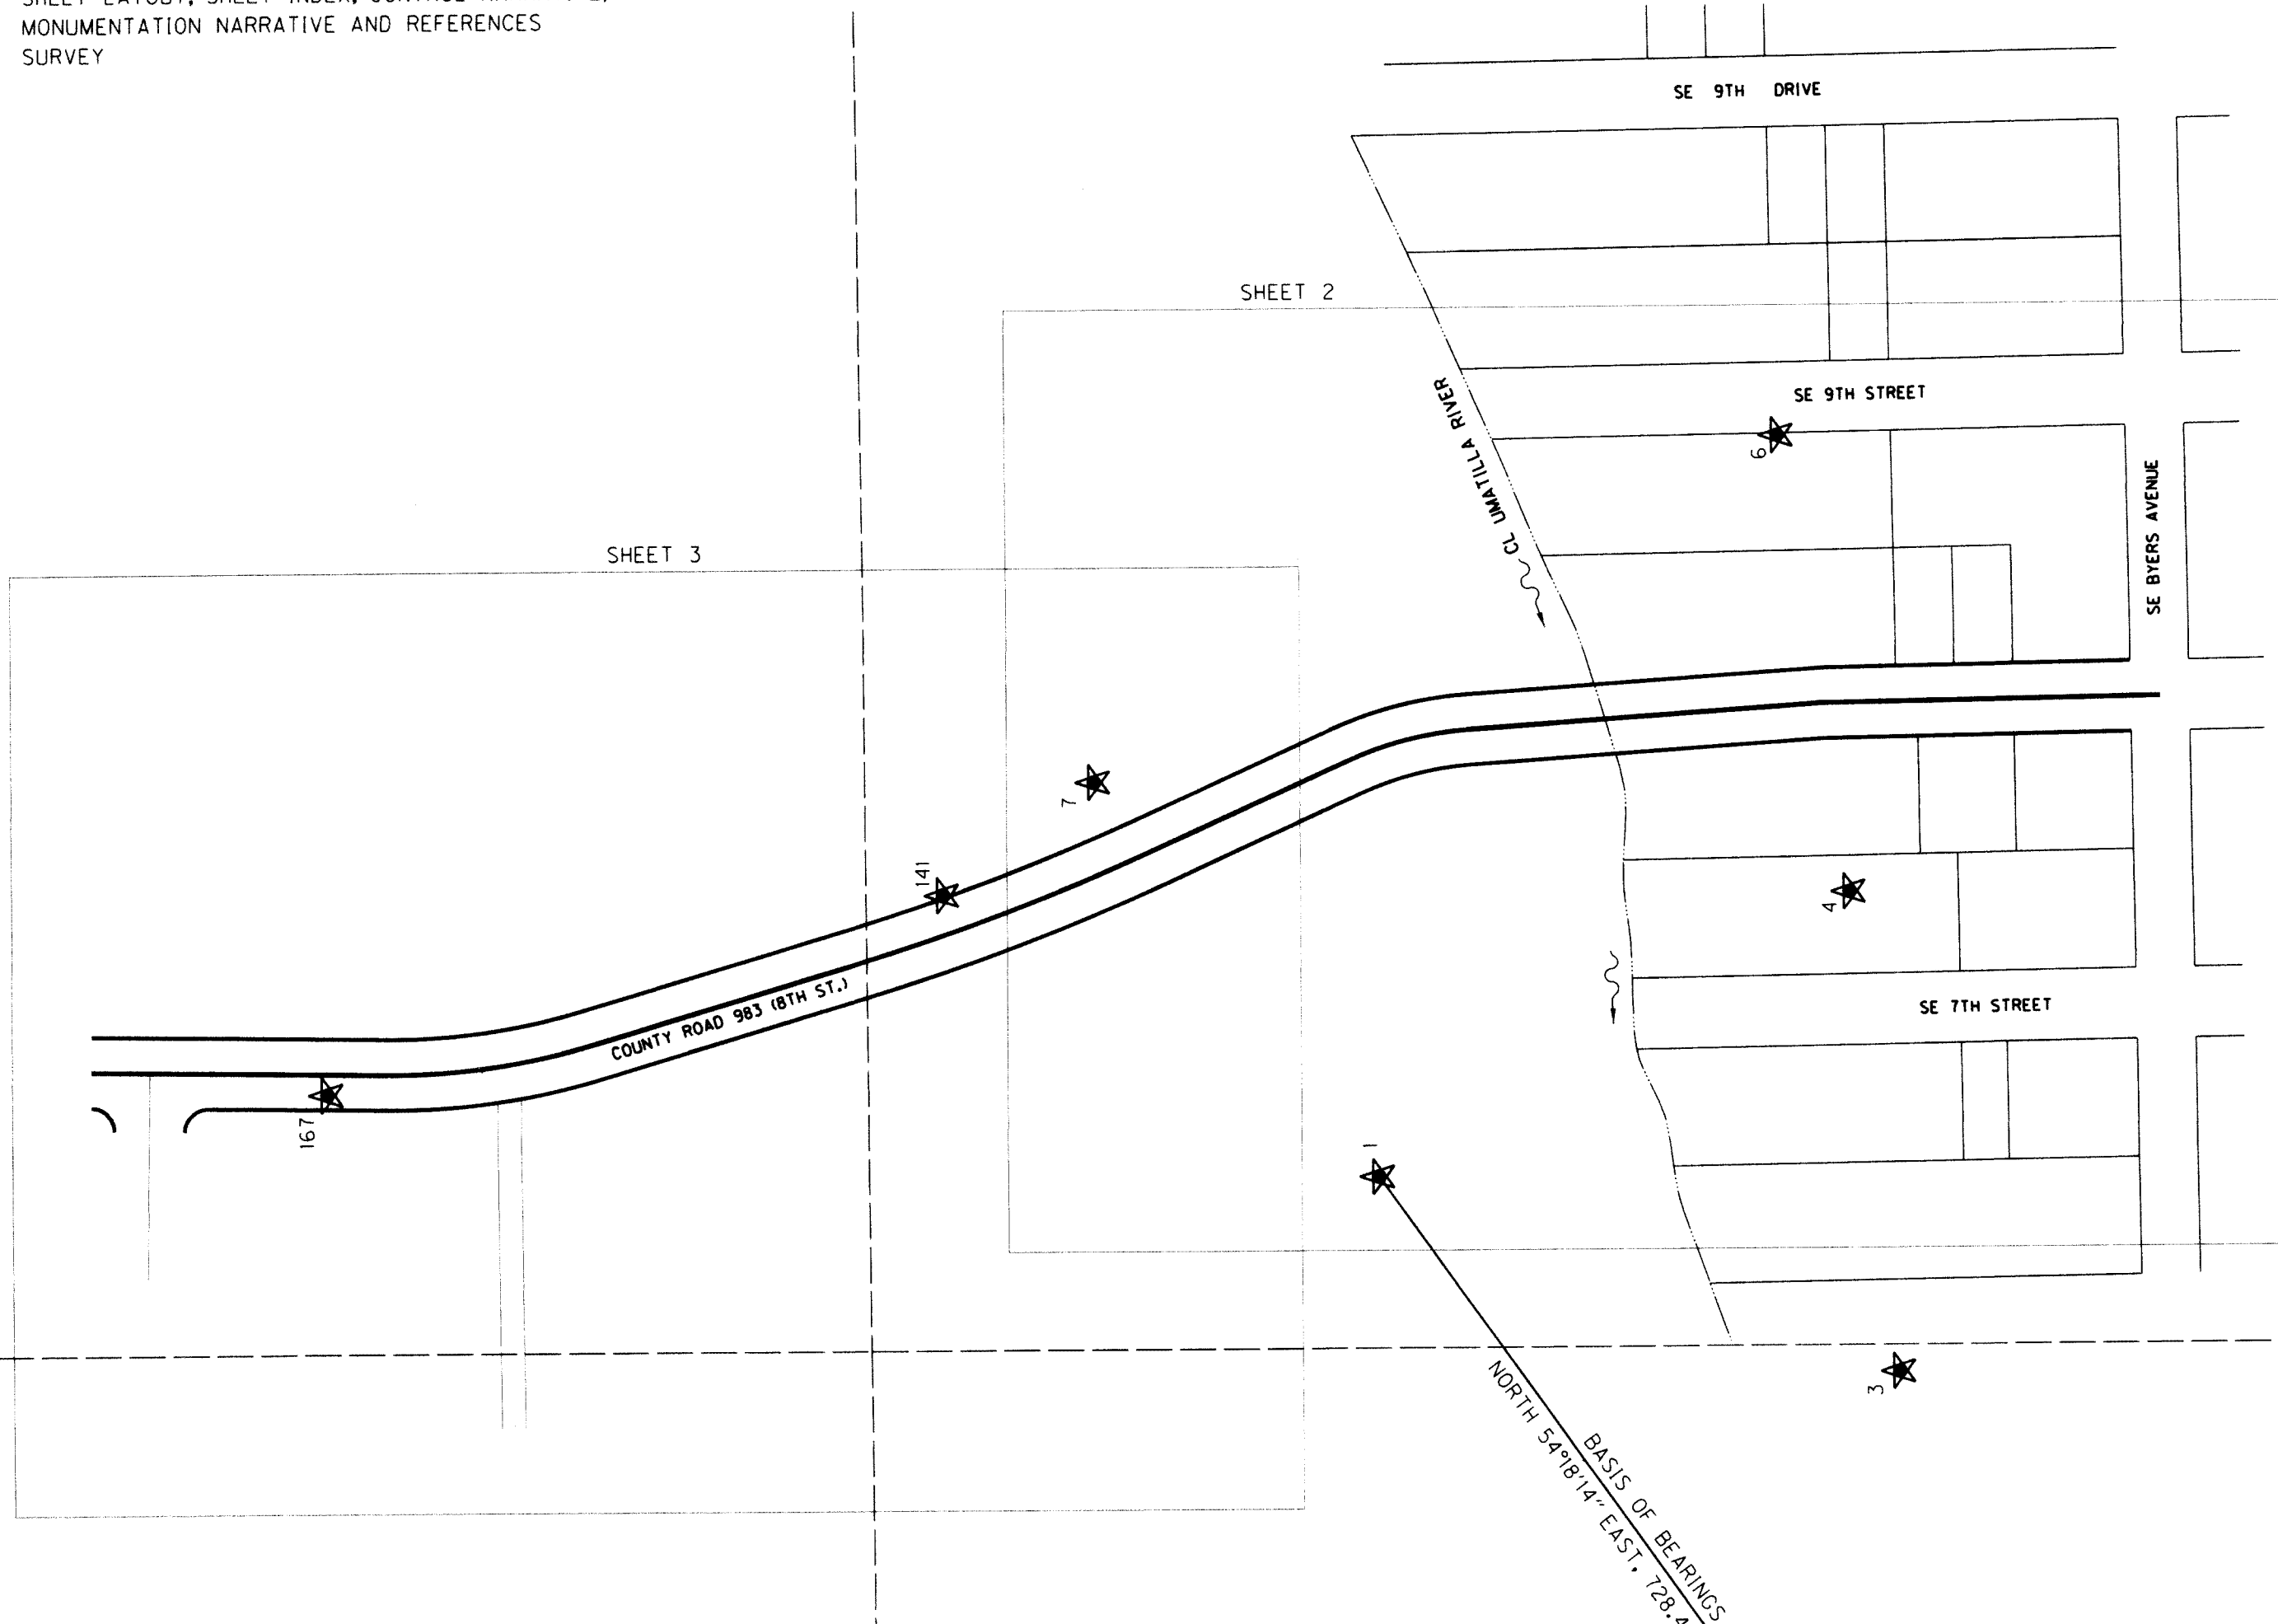 MONUMENTATION NARRATIVE AND REFERENCES
SURVEY
SE 9TH DRIVE
SHEET 2
CL UMATILLA RIVER
SE 9TH STREET
6
SE BYERS AVENUE
SHEET 3
7
141
4
COUNTY ROAD 983 (8TH ST.)
SE 7TH STREET
167
1
3
BASIS OF BEARINGS
NORTH 54°18'14" EAST, 728.4